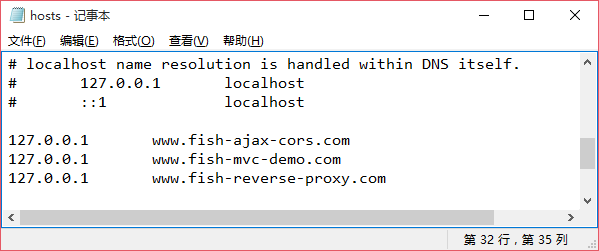 hosts - 记事本
文件(F) 编辑(E) 格式(O) 查看(V) 帮助(H)
# localhost name resolution is handled within DNS itself.
#       127.0.0.1       localhost
#       ::1             localhost
127.0.0.1       www.fish-ajax-cors.com
127.0.0.1       www.fish-mvc-demo.com
127.0.0.1       www.fish-reverse-proxy.com
第 32 行，第 35 列